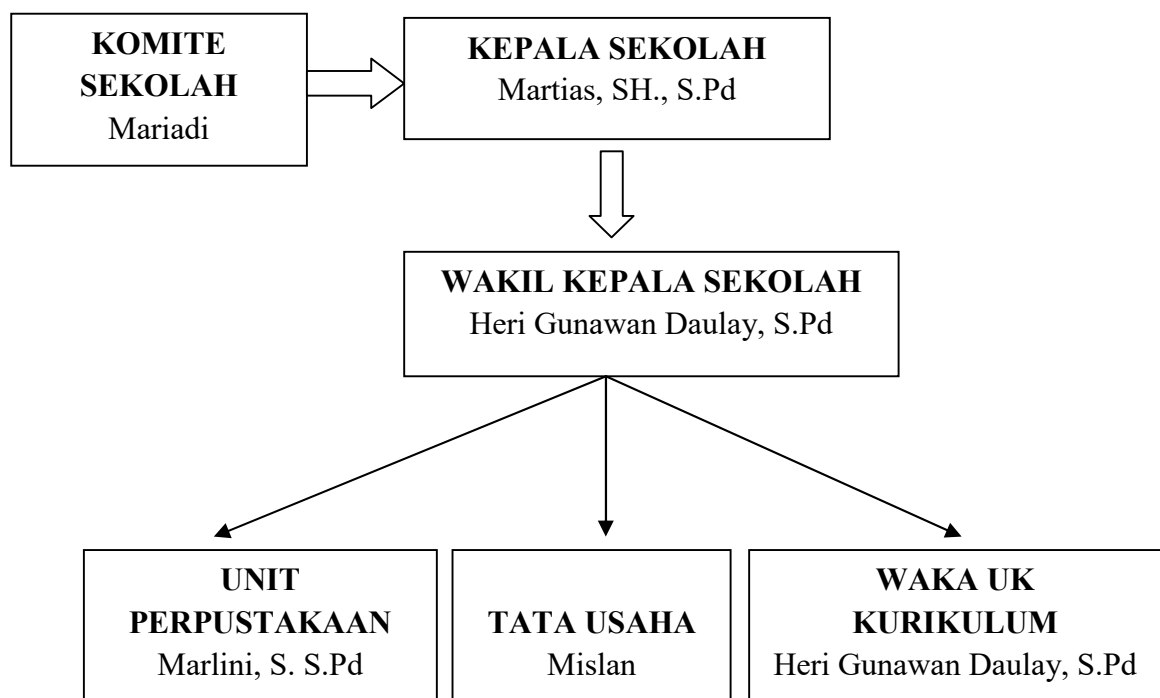 KOMITE
SEKOLAH
Mariadi
KEPALA SEKOLAH
Martias, SH., S.Pd
WAKIL KEPALA SEKOLAH
Heri Gunawan Daulay, S.Pd
UNIT
PERPUSTAKAAN
Marlini, S. S.Pd
TATA USAHA
Mislan
WAKA UK
KURIKULUM
Heri Gunawan Daulay, S.Pd